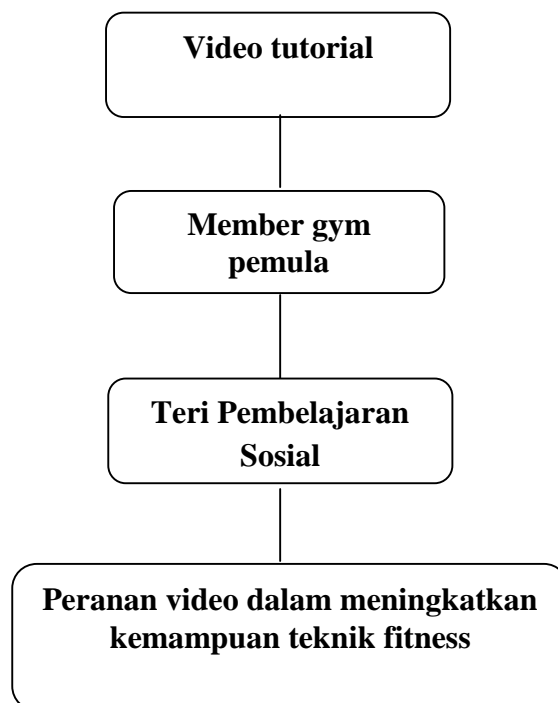 Video tutorial
Member gym
pemula
Teri Pembelajaran
Sosial
Peranan video dalam meningkatkan
kemampuan teknik fitness